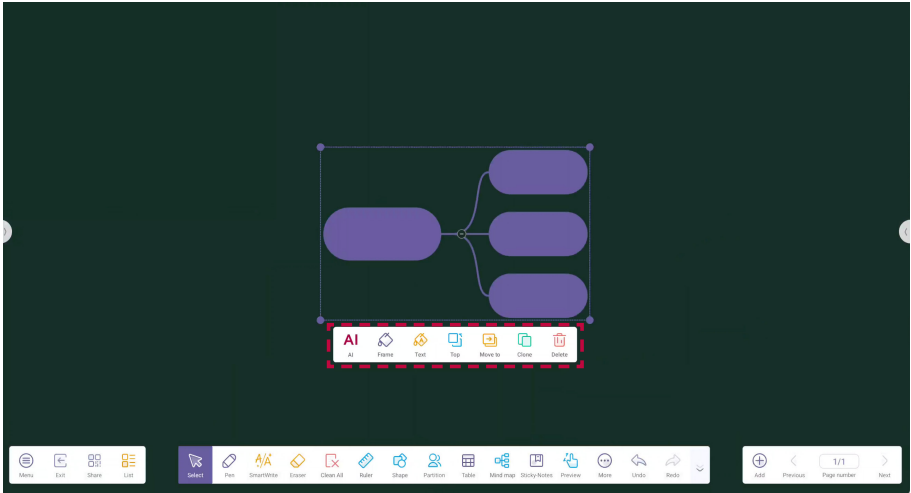 AI
AI Frame Text Top Move to Clone Delete
1/1
Menu Exit Share List Select Pen SmartWrite Eraser Clean All Ruler Shape Partition Table Mind map Sticky-Notes Preview More Undo Redo Add Previous Page number Next